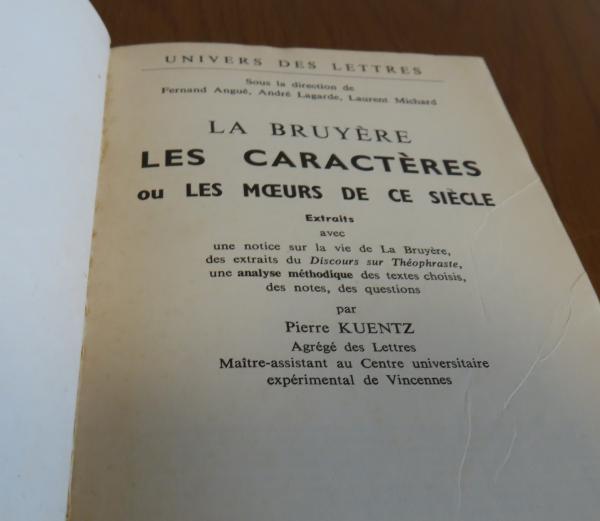 UNIVERS DES LETTRES
Sous la direction de
Fernand Angué, André Lagarde, Laurent Michard
LA BRUYÈRE
LES CARACTÈRES
ou LES MŒURS DE CE SIÈCLE
Extraits
avec
une notice sur la vie de La Bruyère,
des extraits du Discours sur Théophraste,
une analyse méthodique des textes choisis,
des notes, des questions
par
Pierre KUENTZ
Agrégé des Lettres
Maître-assistant au Centre universitaire
expérimental de Vincennes